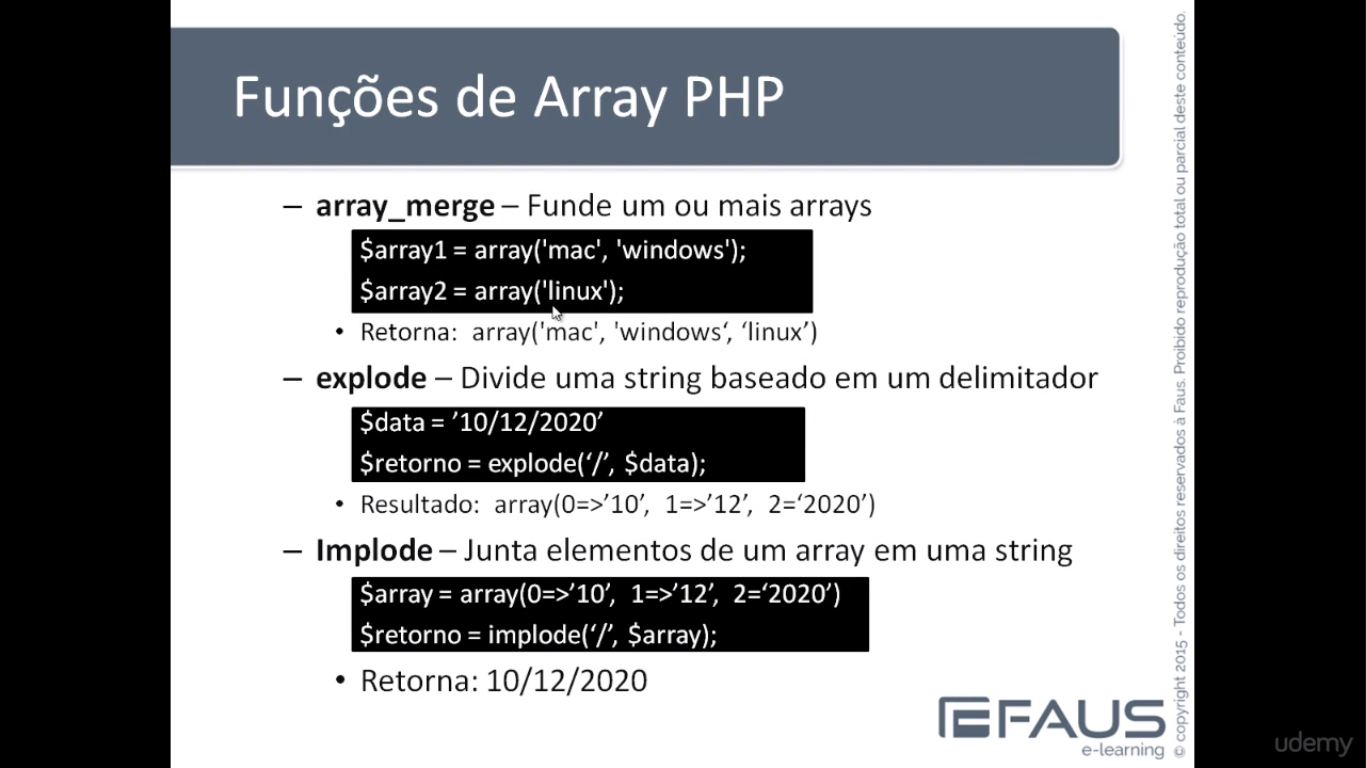 Funções de Array PHP
– array_merge – Funde um ou mais arrays
$array1 = array('mac', 'windows');
$array2 = array('linux');
• Retorna: array('mac', 'windows‘, ‘linux’)
– explode – Divide uma string baseado em um delimitador
$data = ’10/12/2020’
$retorno = explode(‘/’, $data);
• Resultado: array(0=>’10’, 1=>’12’, 2=‘2020’)
– Implode – Junta elementos de um array em uma string
$array = array(0=>’10’, 1=>’12’, 2=‘2020’)
$retorno = implode(‘/’, $array);
• Retorna: 10/12/2020
FAUS
e-learning
© copyright 2015 - Todos os direitos reservados à Faus. Proibido reprodução total ou parcial deste conteúdo.
udemy